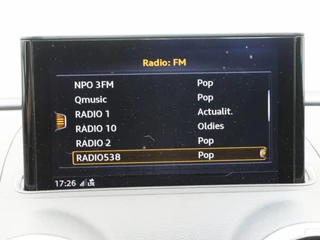 Radio: FM
NPO 3FM Pop
Qmusic Pop
RADIO 1 Actualit.
RADIO 10 Oldies
RADIO 2 Pop
RADIO538 Pop
17:26 LTE